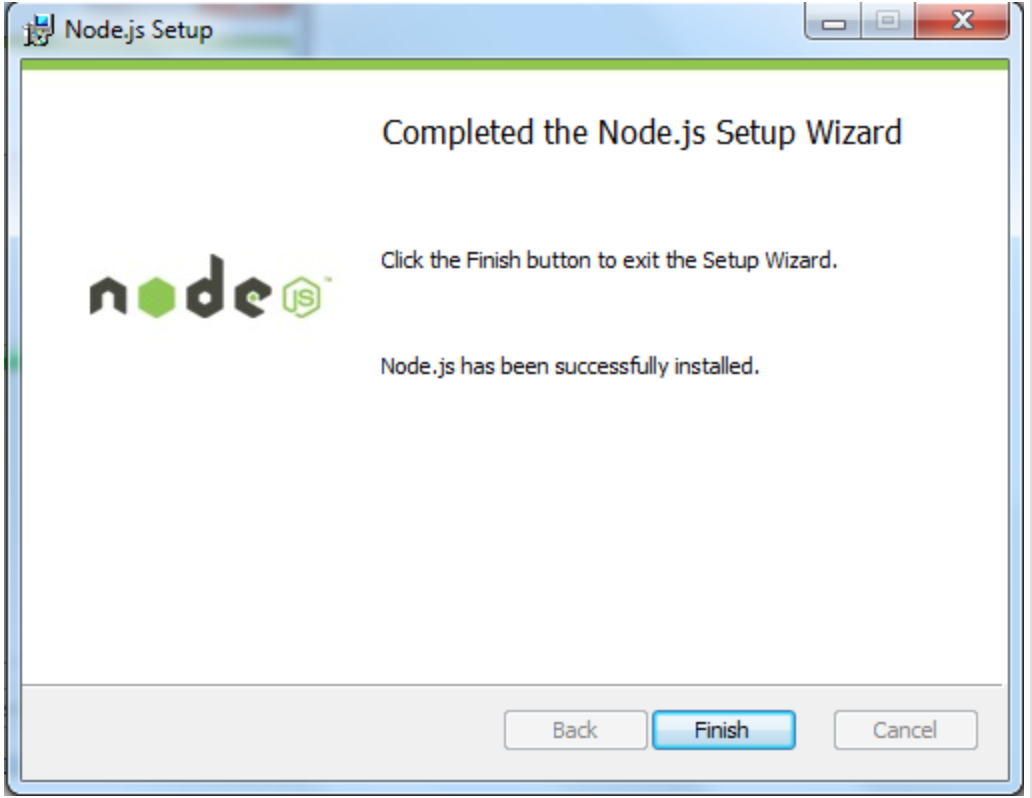 Node.js Setup
Completed the Node.js Setup Wizard
Click the Finish button to exit the Setup Wizard.
node JS™
Node.js has been successfully installed.
Back Finish Cancel